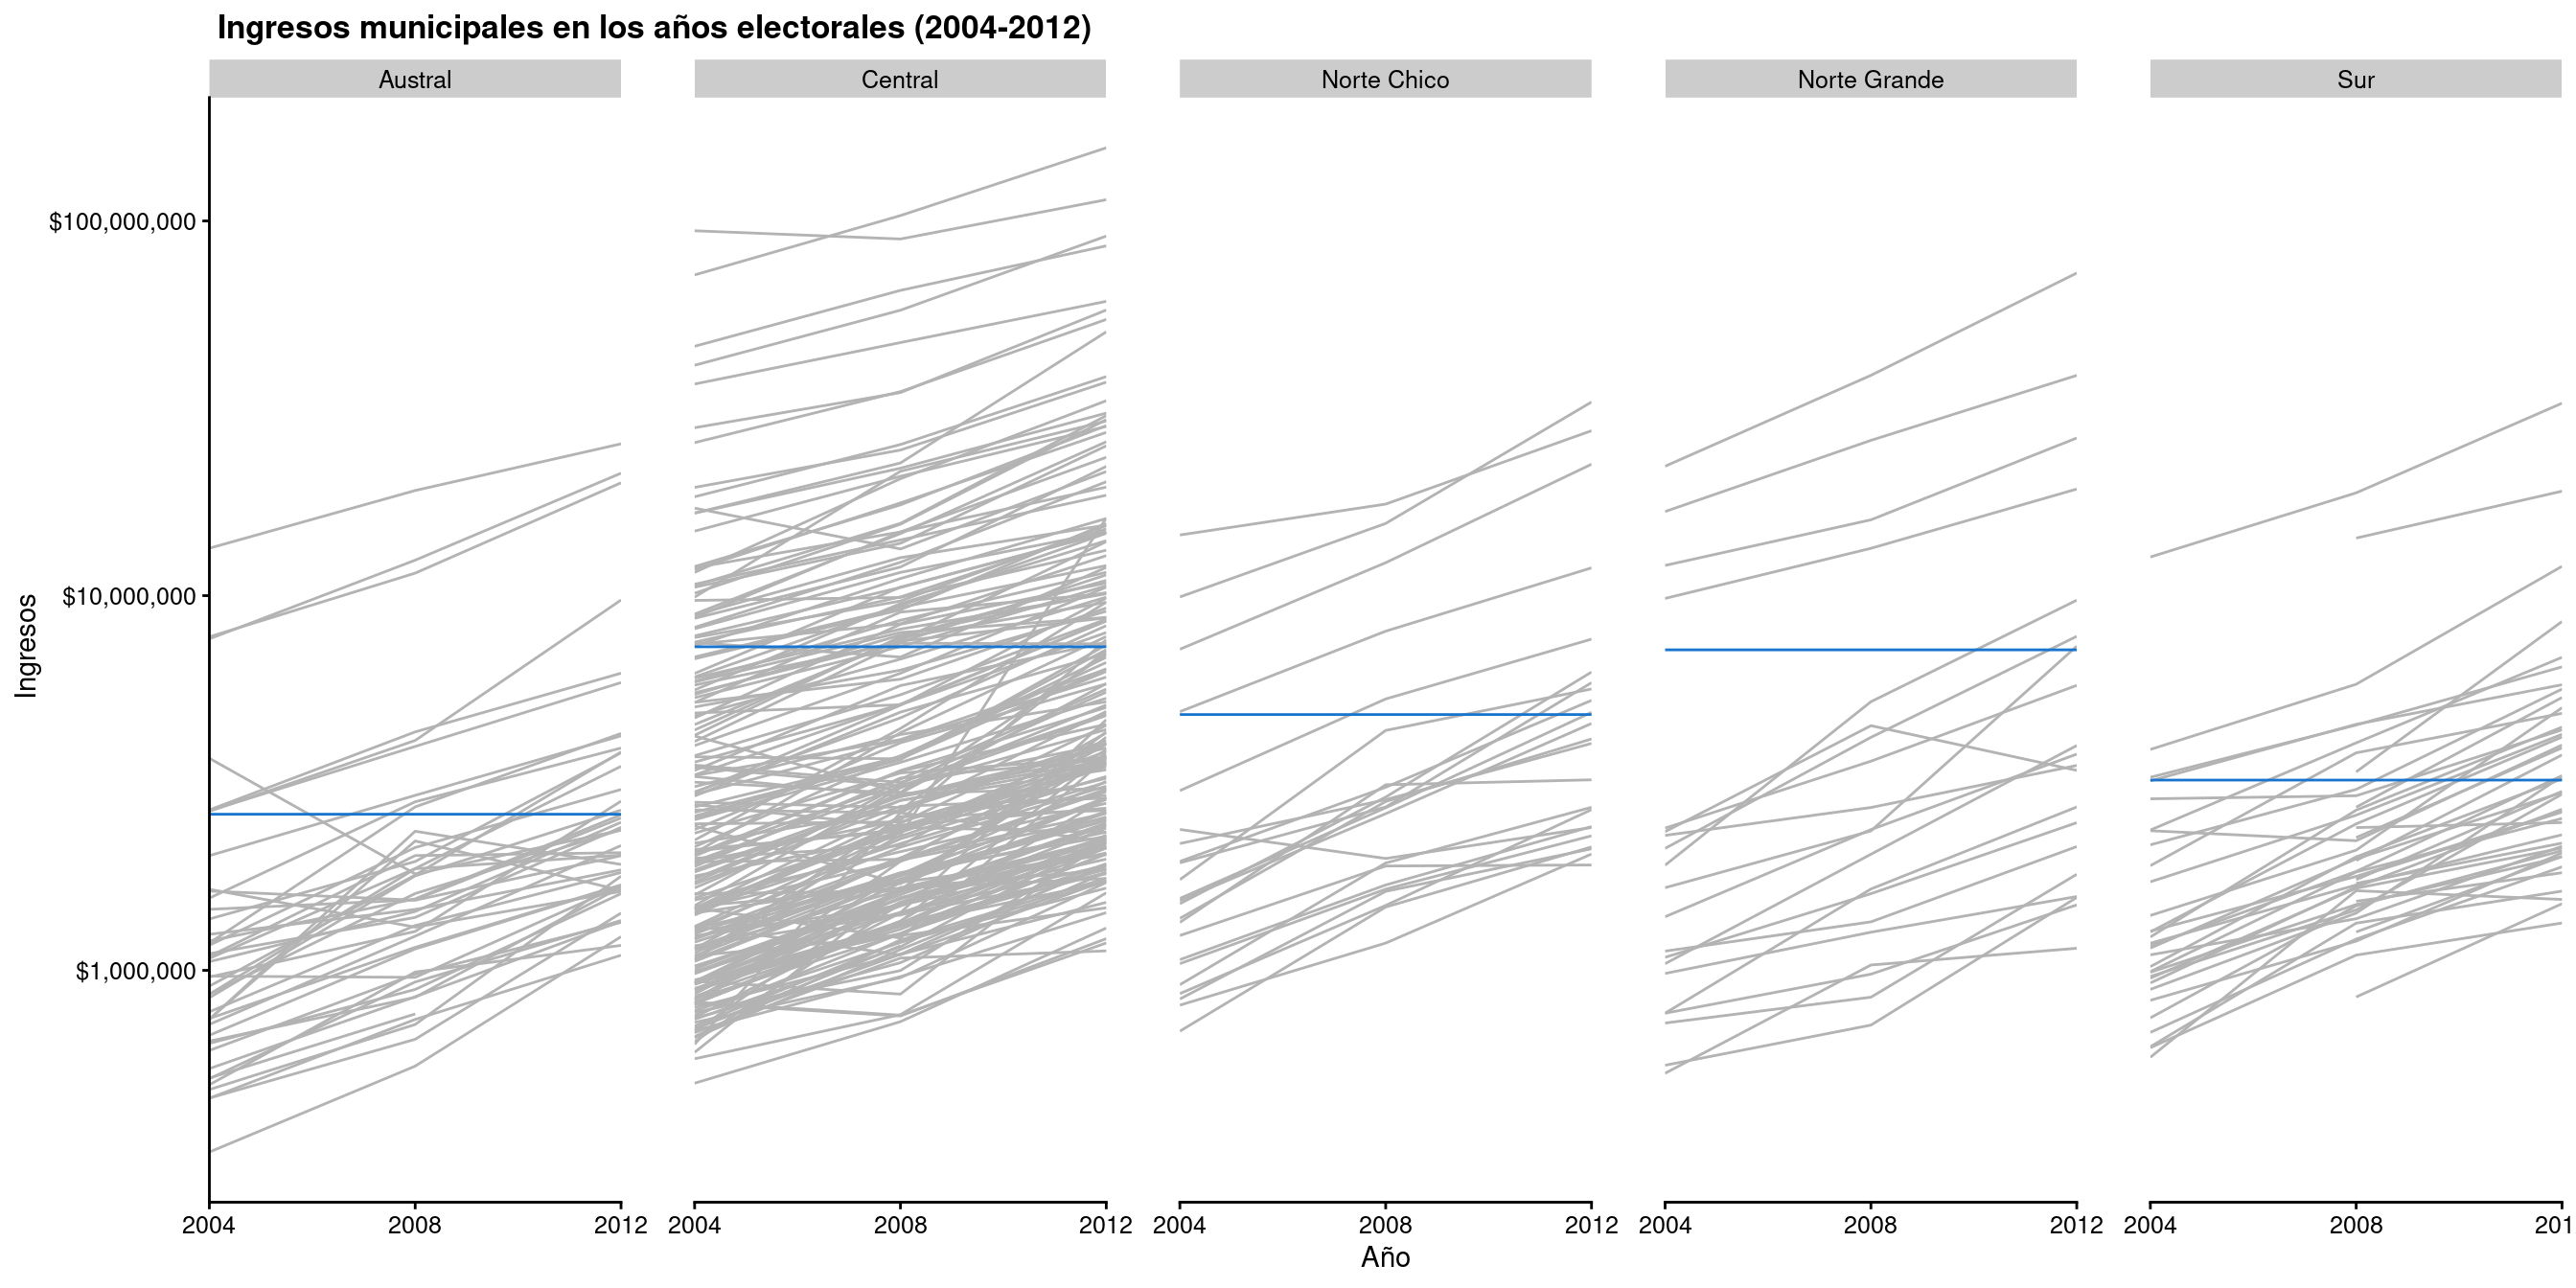 Ingresos municipales en los años electorales (2004-2012)
Austral Central Norte Chico Norte Grande Sur
$100,000,000
$10,000,000
$1,000,000
Ingresos
2004 2008 2012 2004 2008 2012 2004 2008 2012 2004 2008 2012 2004 2008 201
Año